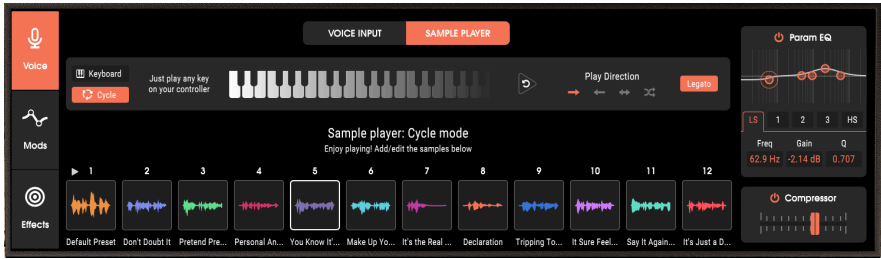 Voice
Mods
Effects
VOICE INPUT
SAMPLE PLAYER
Keyboard
Cycle
Just play any key
on your controller
Play Direction
Legato
Sample player: Cycle mode
Enjoy playing! Add/edit the samples below
1 2 3 4 5 6 7 8 9 10 11 12
Default Preset Don't Doubt It Pretend Pre... Personal An... You Know It'... Make Up Yo... It's the Real ... Declaration Tripping To... It Sure Feel... Say It Again... It's Just a D...
Param EQ
LS 1 2 3 HS
Freq Gain Q
62.9 Hz -2.14 dB 0.707
Compressor